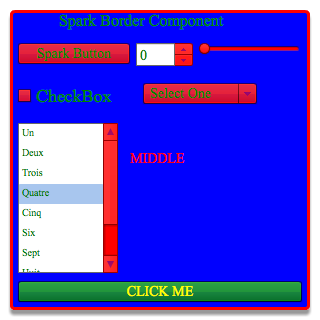 Spark Border Component
Spark Button
0
CheckBox
Select One
Un
Deux
Trois
Quatre
Cinq
Six
Sept
Huit
MIDDLE
CLICK ME